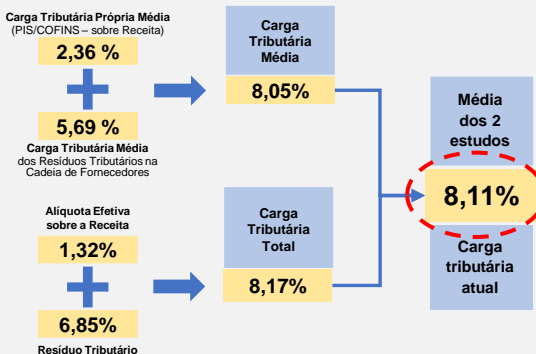 Carga Tributária Própria Média
(PIS/COFINS – sobre Receita)
2,36 %
5,69 %
Carga Tributária Média
dos Resíduos Tributários na
Cadeia de Fornecedores
Carga
Tributária
Média
8,05%
Alíquota Efetiva
sobre a Receita
1,32%
6,85%
Resíduo Tributário
Carga
Tributária
Total
8,17%
Média
dos 2
estudos
8,11%
Carga
tributária
atual